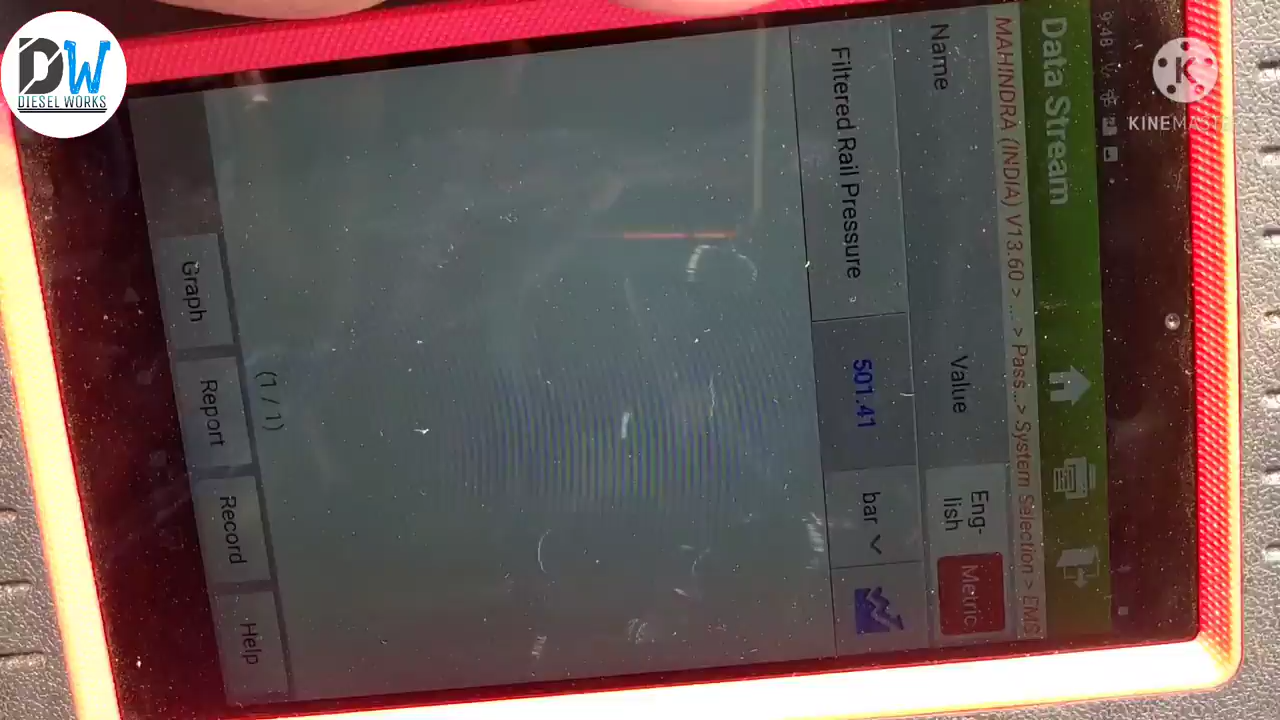 DW
DIESEL WORKS
K
KINEMASTER
9:48
Data Stream
MAHINDRA (INDIA) V13.60 > ... > Pass...> System Selection > EMS
Name
Value
Eng-
lish
Metric
Filtered Rail Pressure
501.41
bar
(1 / 1)
Graph
Report
Record
Help